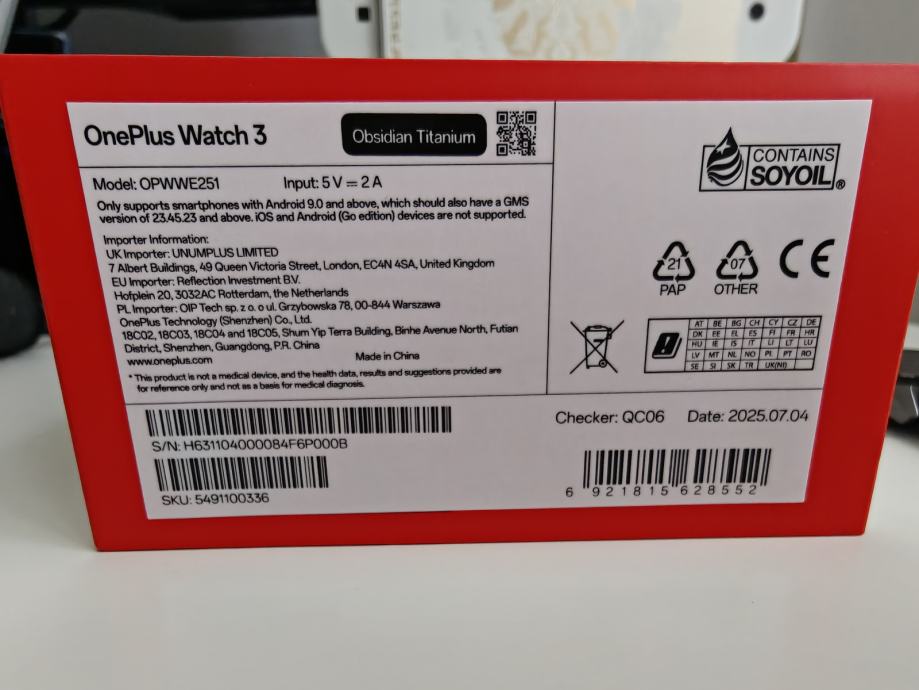 OnePlus Watch 3
Obsidian Titanium
Model: OPWWE251 Input: 5 V ⎓ 2 A
Only supports smartphones with Android 9.0 and above, which should also have a GMS
version of 23.45.23 and above. iOS and Android (Go edition) devices are not supported.
Importer Information:
UK Importer: UNUMPLUS LIMITED
7 Albert Buildings, 49 Queen Victoria Street, London, EC4N 4SA, United Kingdom
EU Importer: Reflection Investment B.V.
Hofplein 20, 3032AC Rotterdam, the Netherlands
PL Importer: OIP Tech sp. z o. o ul. Grzybowska 78, 00-844 Warszawa
OnePlus Technology (Shenzhen) Co., Ltd.
18C02, 18C03, 18C04 and 18C05, Shum Yip Terra Building, Binhe Avenue North, Futian
District, Shenzhen, Guangdong, P.R. China
www.oneplus.com Made in China
* This product is not a medical device, and the health data, results and suggestions provided are
for reference only and not as a basis for medical diagnosis.
CONTAINS
SOYOIL®
21
PAP
07
OTHER
CE
AT BE BG CH CY CZ DE
DK EE EL ES FI FR HR
HU IE IS IT LI LT LU
LV MT NL NO PL PT RO
SE SI SK TR UK(NI)
S/N: H631104000084F6P000B
SKU: 5491100336
Checker: QC06 Date: 2025.07.04
6 921815 628552